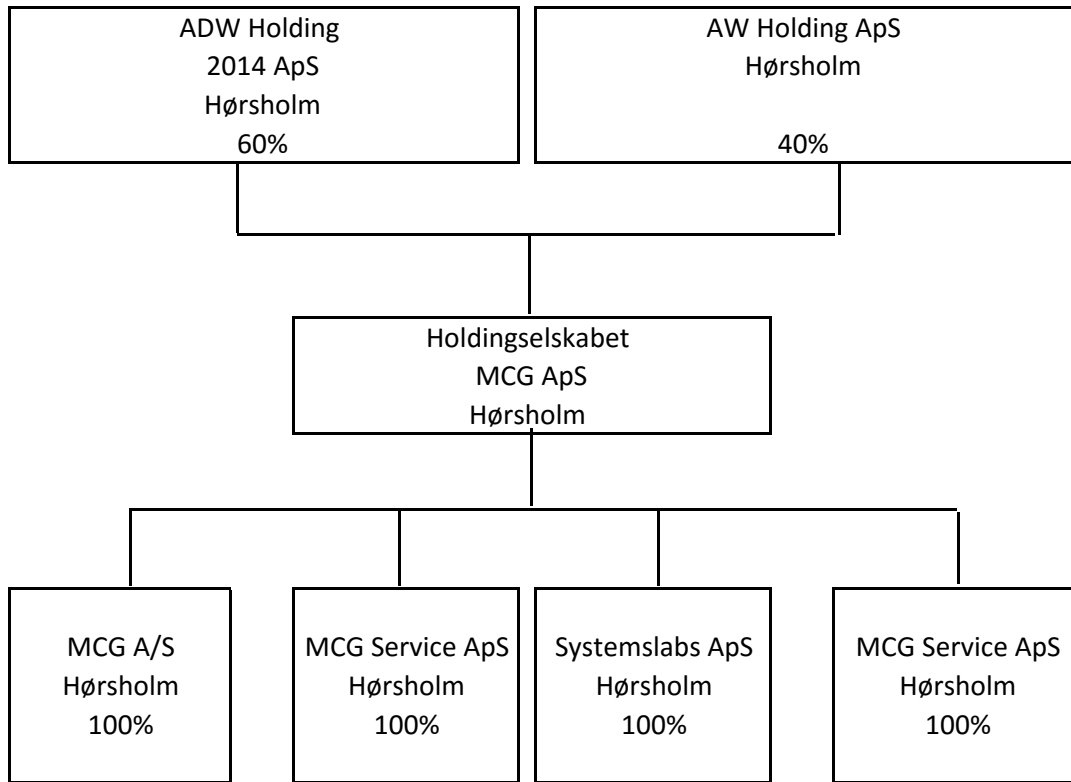 ADW Holding
2014 ApS
Hørsholm
60%
AW Holding ApS
Hørsholm
40%
Holdingselskabet
MCG ApS
Hørsholm
MCG A/S
Hørsholm
100%
MCG Service ApS
Hørsholm
100%
Systemslabs ApS
Hørsholm
100%
MCG Service ApS
Hørsholm
100%